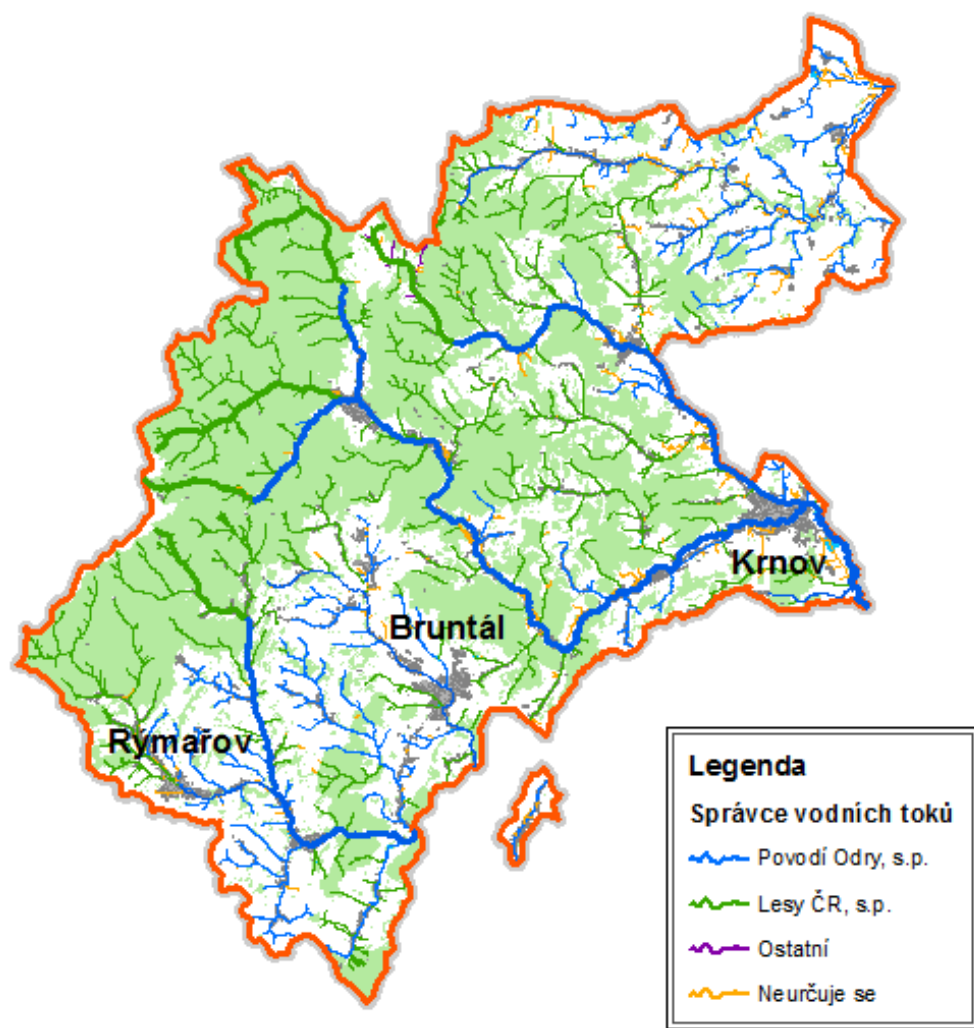 Krnov
Bruntál
Rýmařov
Legenda
Správce vodních toků
Povodí Odry, s.p.
Lesy ČR, s.p.
Ostatní
Neurčuje se